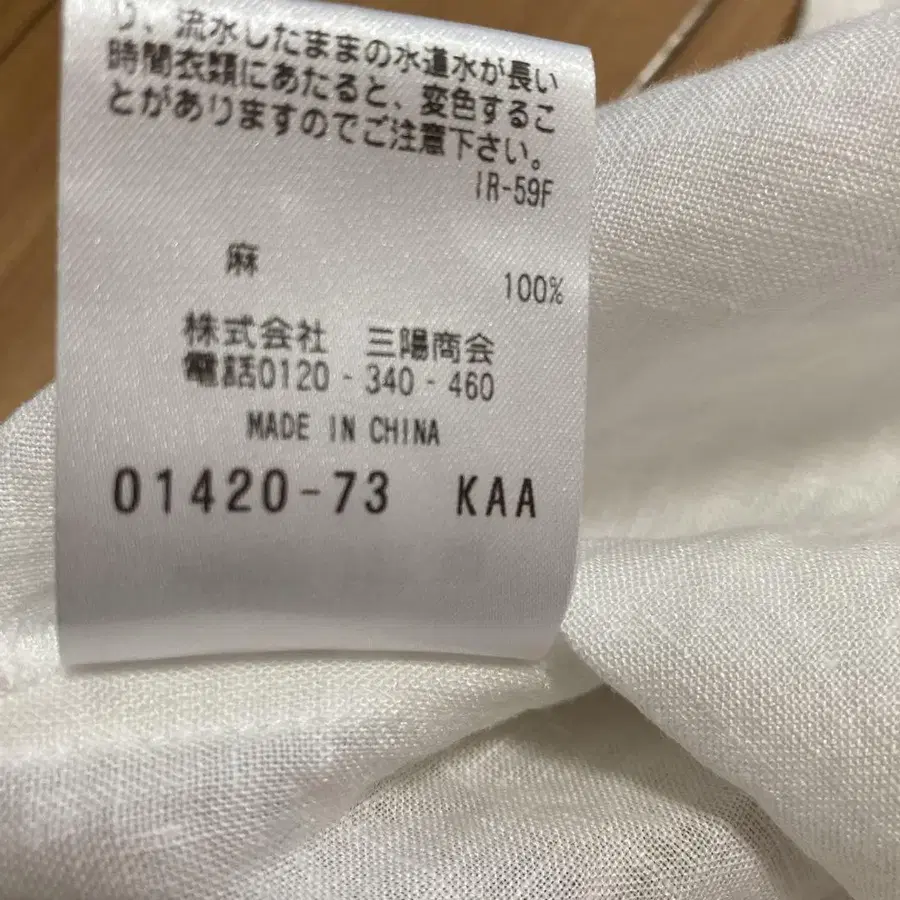 り、流水したままの水道水が長い
時間衣類にあたると、変色するこ
とがありますのでご注意下さい。
IR-59F
麻 100%
株式会社 三陽商会
電話0120-340-460
MADE IN CHINA
01420-73 KAA